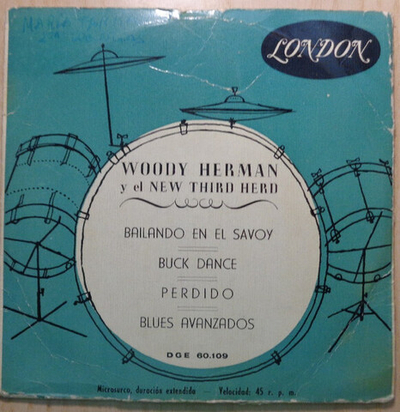 LONDON
WOODY HERMAN
y el NEW THIRD HERD
BAILANDO EN EL SAVOY
BUCK DANCE
PERDIDO
BLUES AVANZADOS
DGE 60.109
Microsurco, duración extendida — Velocidad: 45 r. p. m.